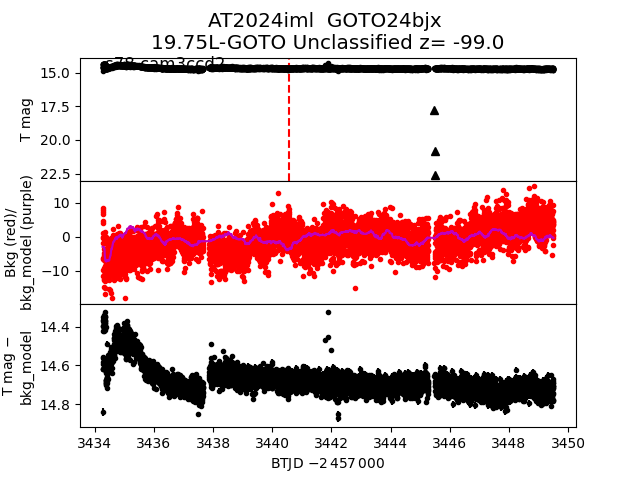 AT2024iml GOTO24bjx
19.75L-GOTO Unclassified z= -99.0
s78 cam3ccd2
15.0
17.5
20.0
22.5
T mag
10
0
−10
Bkg (red)/
bkg_model (purple)
14.4
14.6
14.8
T mag −
bkg_model
3434 3436 3438 3440 3442 3444 3446 3448 3450
BTJD −2 457 000